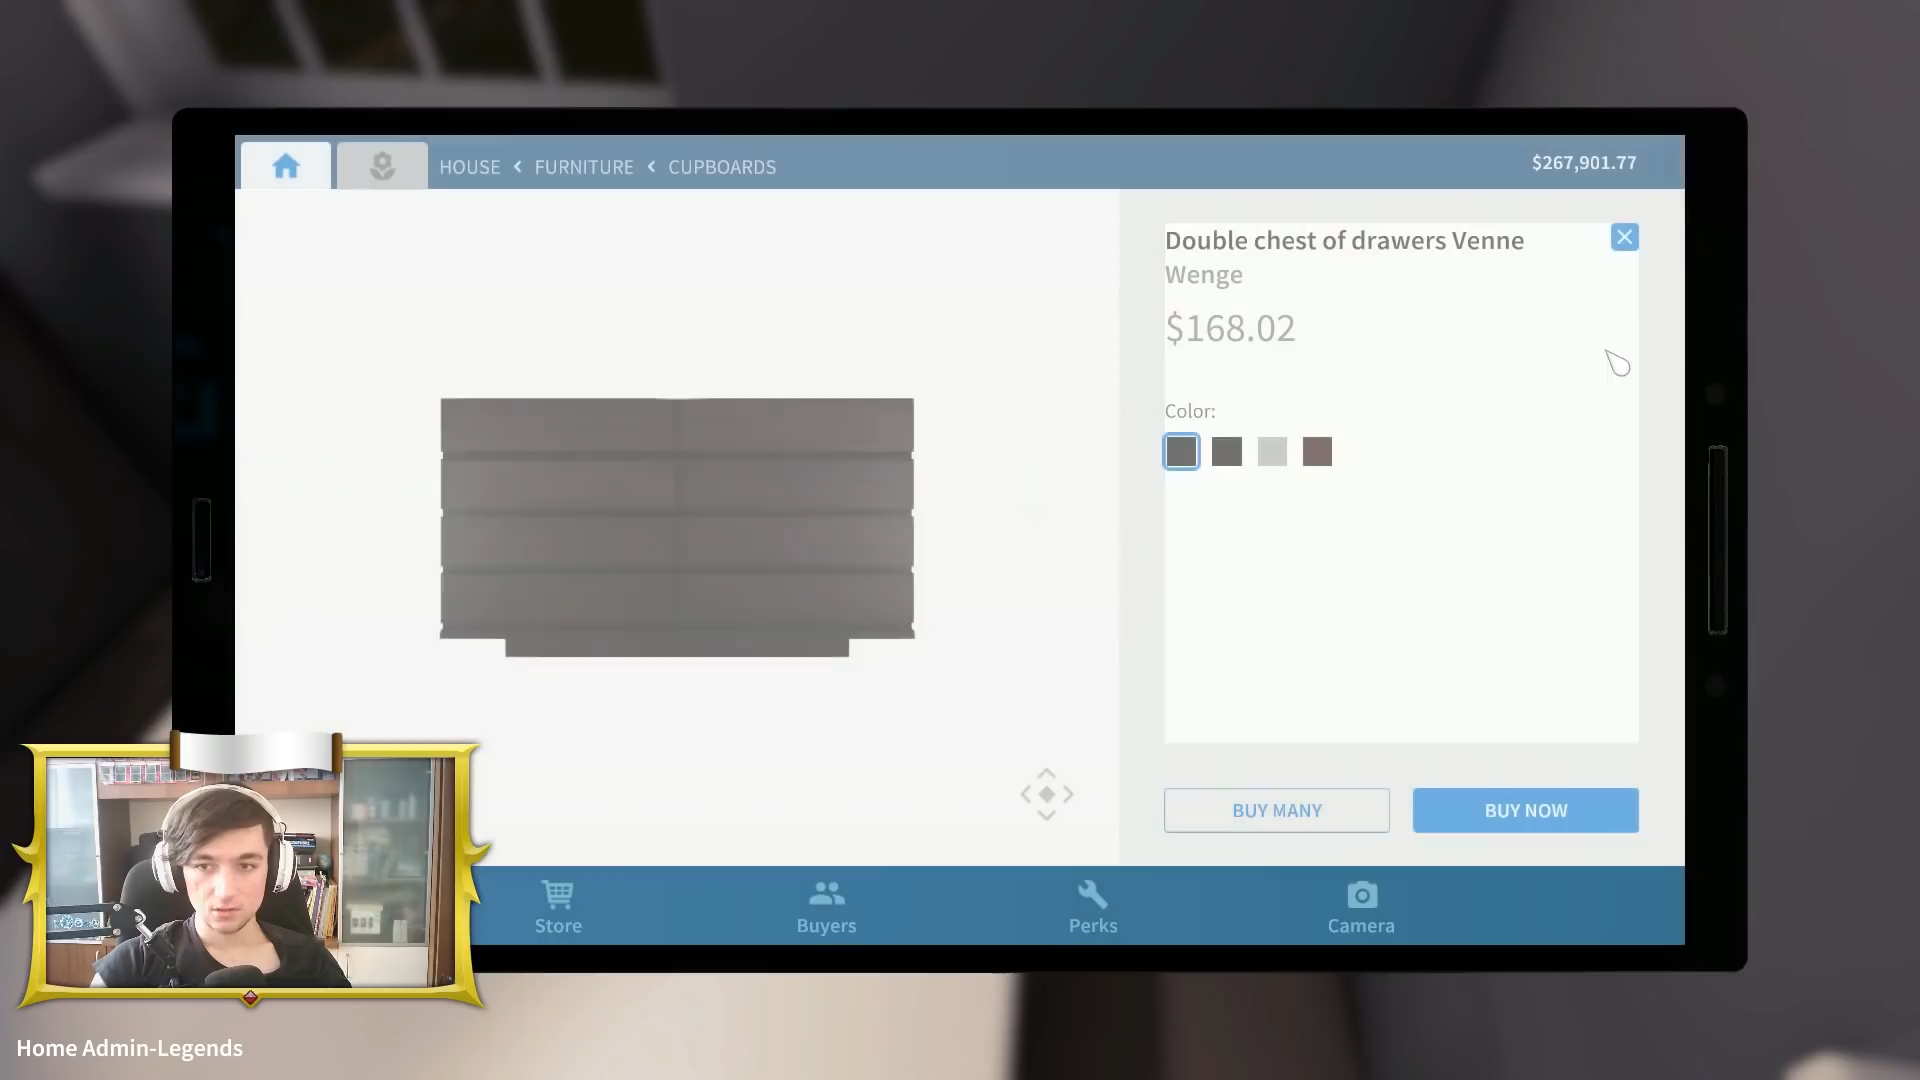 HOUSE < FURNITURE < CUPBOARDS
$267,901.77
Double chest of drawers Venne
Wenge
$168.02
Color:
BUY MANY
BUY NOW
Store
Buyers
Perks
Camera
Home Admin-Legends